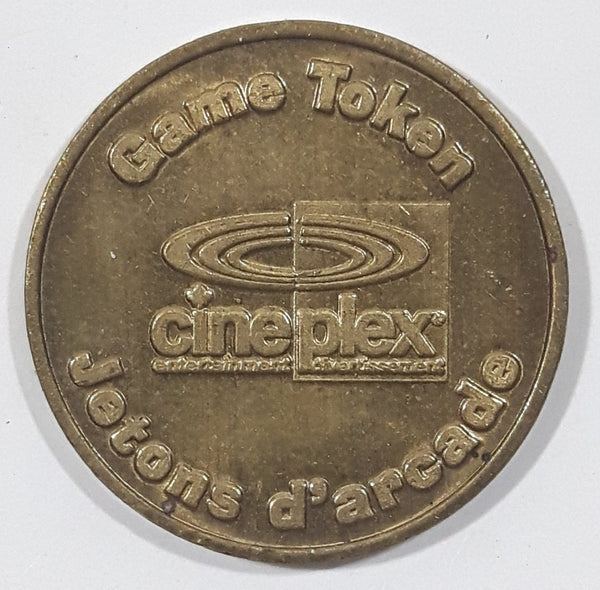 Game Token
cineplex®
entertainment divertissement
Jetons d'arcade